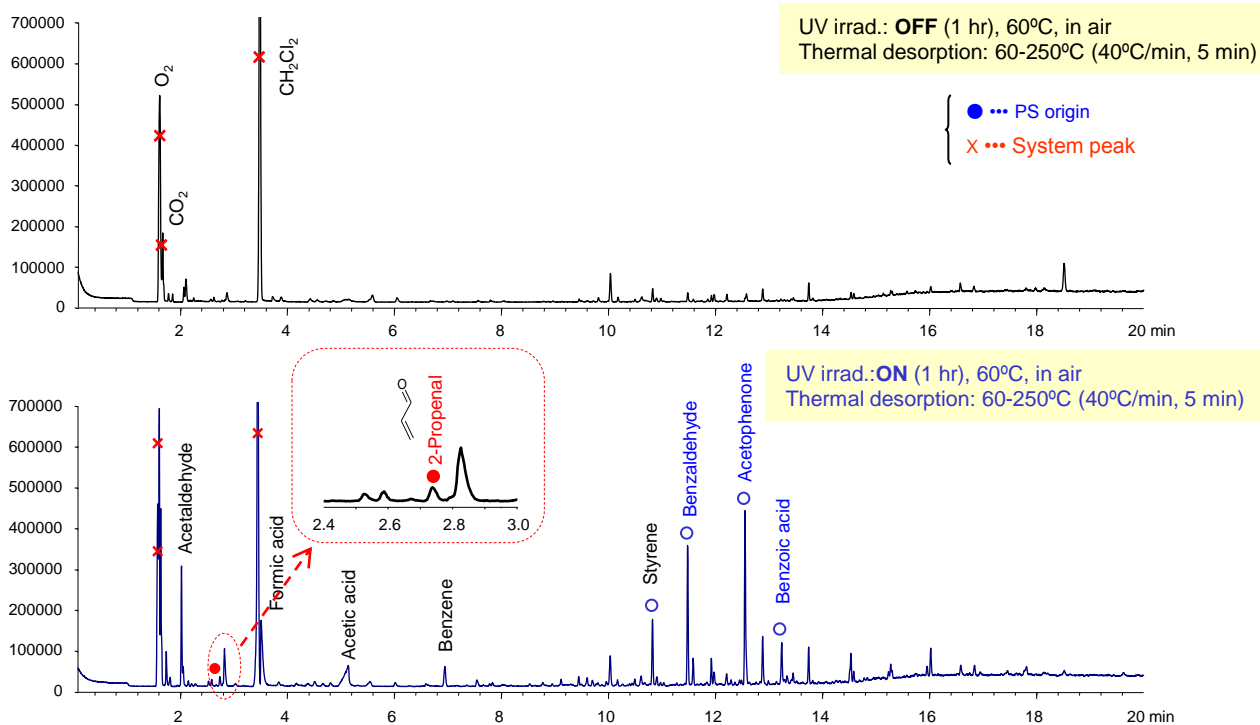 700000
600000
500000
400000
300000
200000
100000
0
O2
CO2
CH2Cl2
UV irrad.: OFF (1 hr), 60ºC, in air
Thermal desorption: 60-250ºC (40ºC/min, 5 min)
● ••• PS origin
X ••• System peak
2 4 6 8 10 12 14 16 18 20 min
UV irrad.:ON (1 hr), 60ºC, in air
Thermal desorption: 60-250ºC (40ºC/min, 5 min)
700000
600000
500000
400000
300000
200000
100000
0
Acetaldehyde
O
2-Propenal
2.4 2.6 2.8 3.0
Formic acid
Acetic acid
Benzene
Styrene
Benzaldehyde
Acetophenone
Benzoic acid
2 4 6 8 10 12 14 16 18 20 min